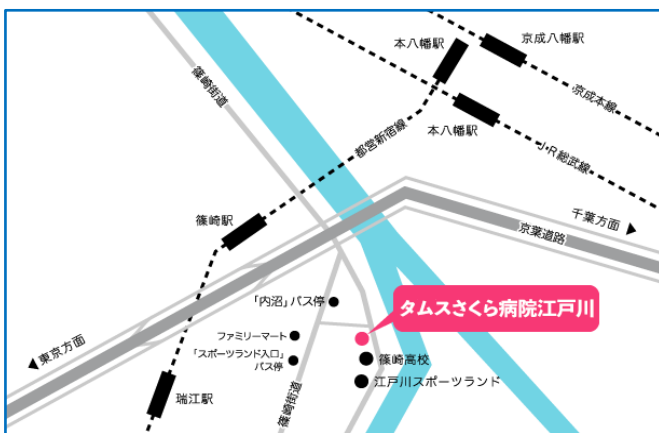 本八幡駅
京成八幡駅
篠崎街道
京成本線
都営新宿線
本八幡駅
J・R総武線
篠崎駅
千葉方面
京葉道路
「内沼」バス停
タムスさくら病院江戸川
東京方面
ファミリーマート
「スポーツランド入口」
バス停
篠崎高校
江戸川スポーツランド
瑞江駅
篠崎街道